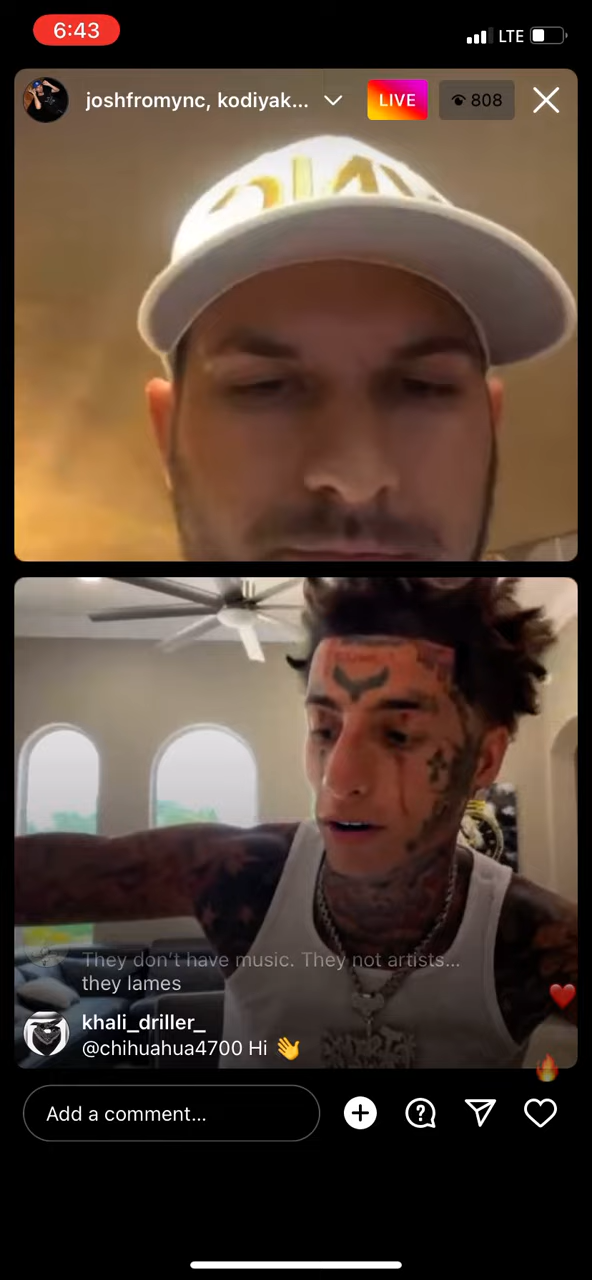 6:43
LTE
joshfromync, kodiyak...
LIVE
808
They don't have music. They not artists...
they lames
khali_driller_
@chihuahua4700 Hi 👋
Add a comment...